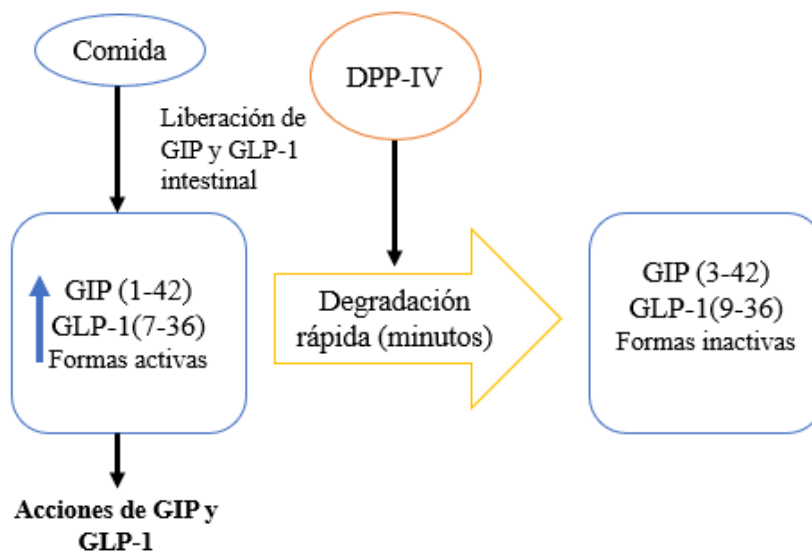 Comida
DPP-IV
Liberación de
GIP y GLP-1
intestinal
GIP (1-42)
GLP-1(7-36)
Formas activas
Degradación
rápida (minutos)
GIP (3-42)
GLP-1(9-36)
Formas inactivas
Acciones de GIP y
GLP-1